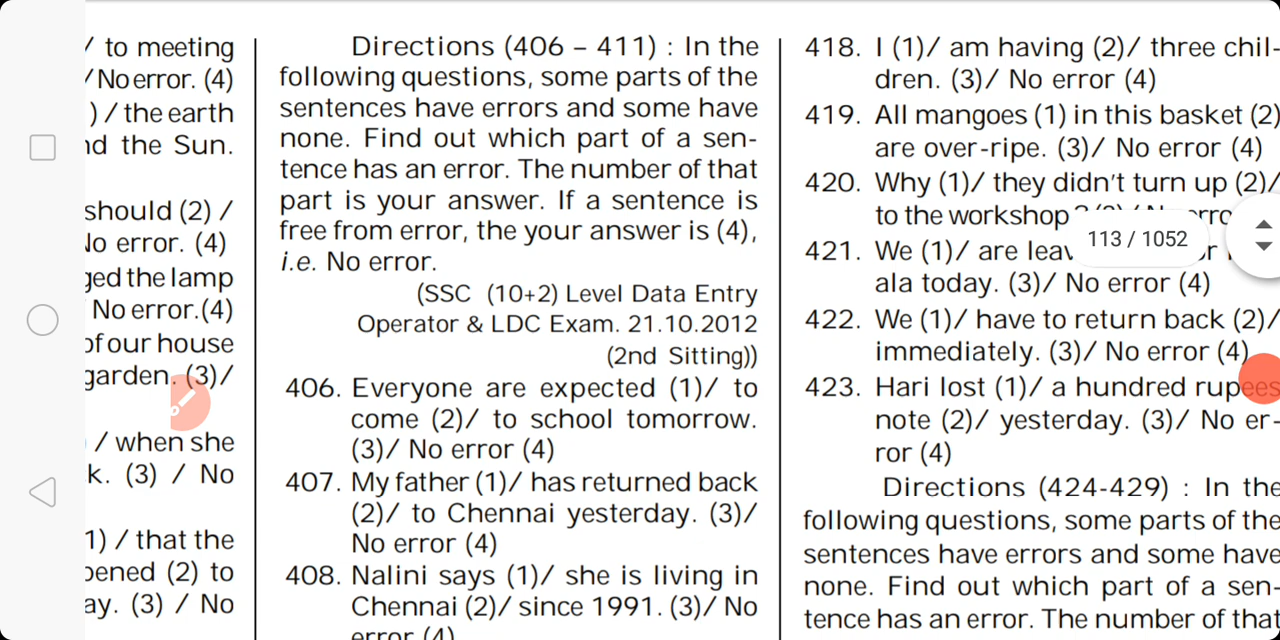 / to meeting
/ No error. (4)
) / the earth
nd the Sun.
should (2) /
No error. (4)
ged the lamp
No error.(4)
of our house
garden. (3)/
/ when she
k. (3) / No
1) / that the
pened (2) to
ay. (3) / No
Directions (406 – 411) : In the
following questions, some parts of the
sentences have errors and some have
none. Find out which part of a sen-
tence has an error. The number of that
part is your answer. If a sentence is
free from error, the your answer is (4),
i.e. No error.
(SSC (10+2) Level Data Entry
Operator & LDC Exam. 21.10.2012
(2nd Sitting))
406. Everyone are expected (1)/ to
come (2)/ to school tomorrow.
(3)/ No error (4)
407. My father (1)/ has returned back
(2)/ to Chennai yesterday. (3)/
No error (4)
408. Nalini says (1)/ she is living in
Chennai (2)/ since 1991. (3)/ No
error (4)
418. I (1)/ am having (2)/ three chil-
dren. (3)/ No error (4)
419. All mangoes (1) in this basket (2)
are over-ripe. (3)/ No error (4)
420. Why (1)/ they didn't turn up (2)/
to the workshop
421. We (1)/ are leav
ala today. (3)/ No error (4)
422. We (1)/ have to return back (2)/
immediately. (3)/ No error (4)
423. Hari lost (1)/ a hundred rupees
note (2)/ yesterday. (3)/ No er-
ror (4)
Directions (424-429) : In the
following questions, some parts of the
sentences have errors and some have
none. Find out which part of a sen-
tence has an error. The number of that
113 / 1052